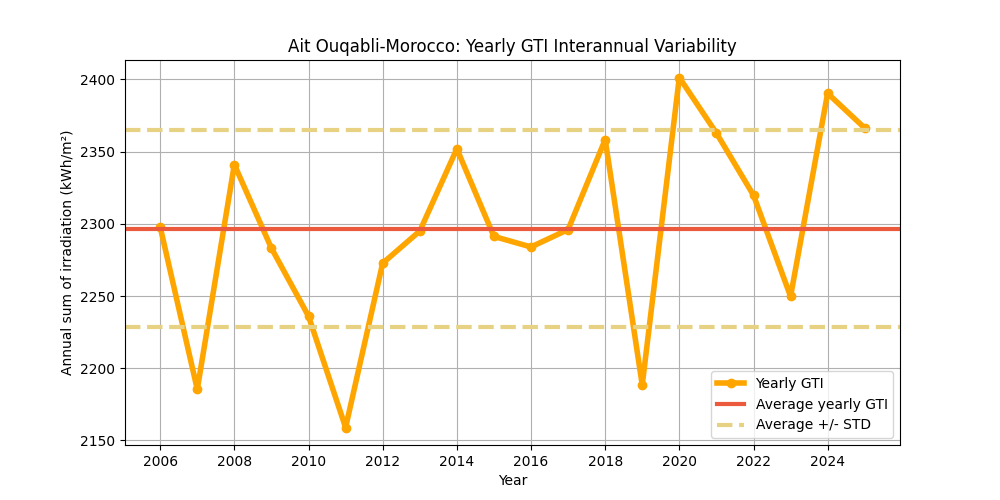 Ait Ouqabli-Morocco: Yearly GTI Interannual Variability
Annual sum of irradiation (kWh/m²)
2400
2350
2300
2250
2200
2150
Yearly GTI
Average yearly GTI
Average +/- STD
2006 2008 2010 2012 2014 2016 2018 2020 2022 2024
Year